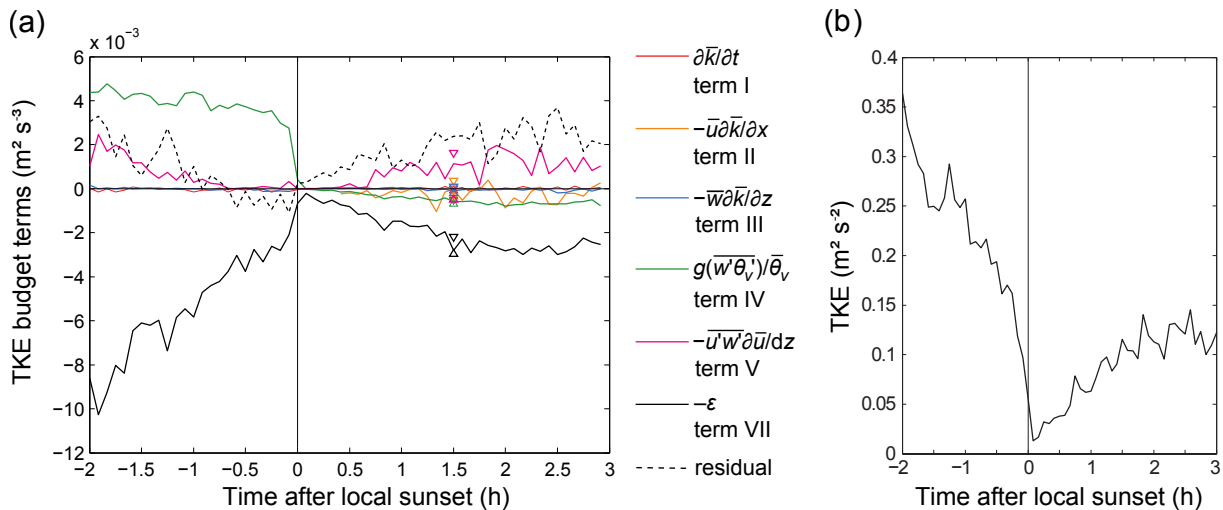 (a)
× 10⁻³
6
4
2
0
−2
−4
−6
−8
−10
−12
TKE budget terms (m² s⁻³)
−2 −1.5 −1 −0.5 0 0.5 1 1.5 2 2.5 3
Time after local sunset (h)
∂k̅/∂t
term I
−u̅∂k̅/∂x
term II
−w̅∂k̅/∂z
term III
g(w'θᵥ')/θ̅ᵥ
term IV
−u'w'∂u̅/dz
term V
−ε
term VII
residual
(b)
0.4
0.35
0.3
0.25
0.2
0.15
0.1
0.05
0
TKE (m² s⁻²)
−2 −1 0 1 2 3
Time after local sunset (h)